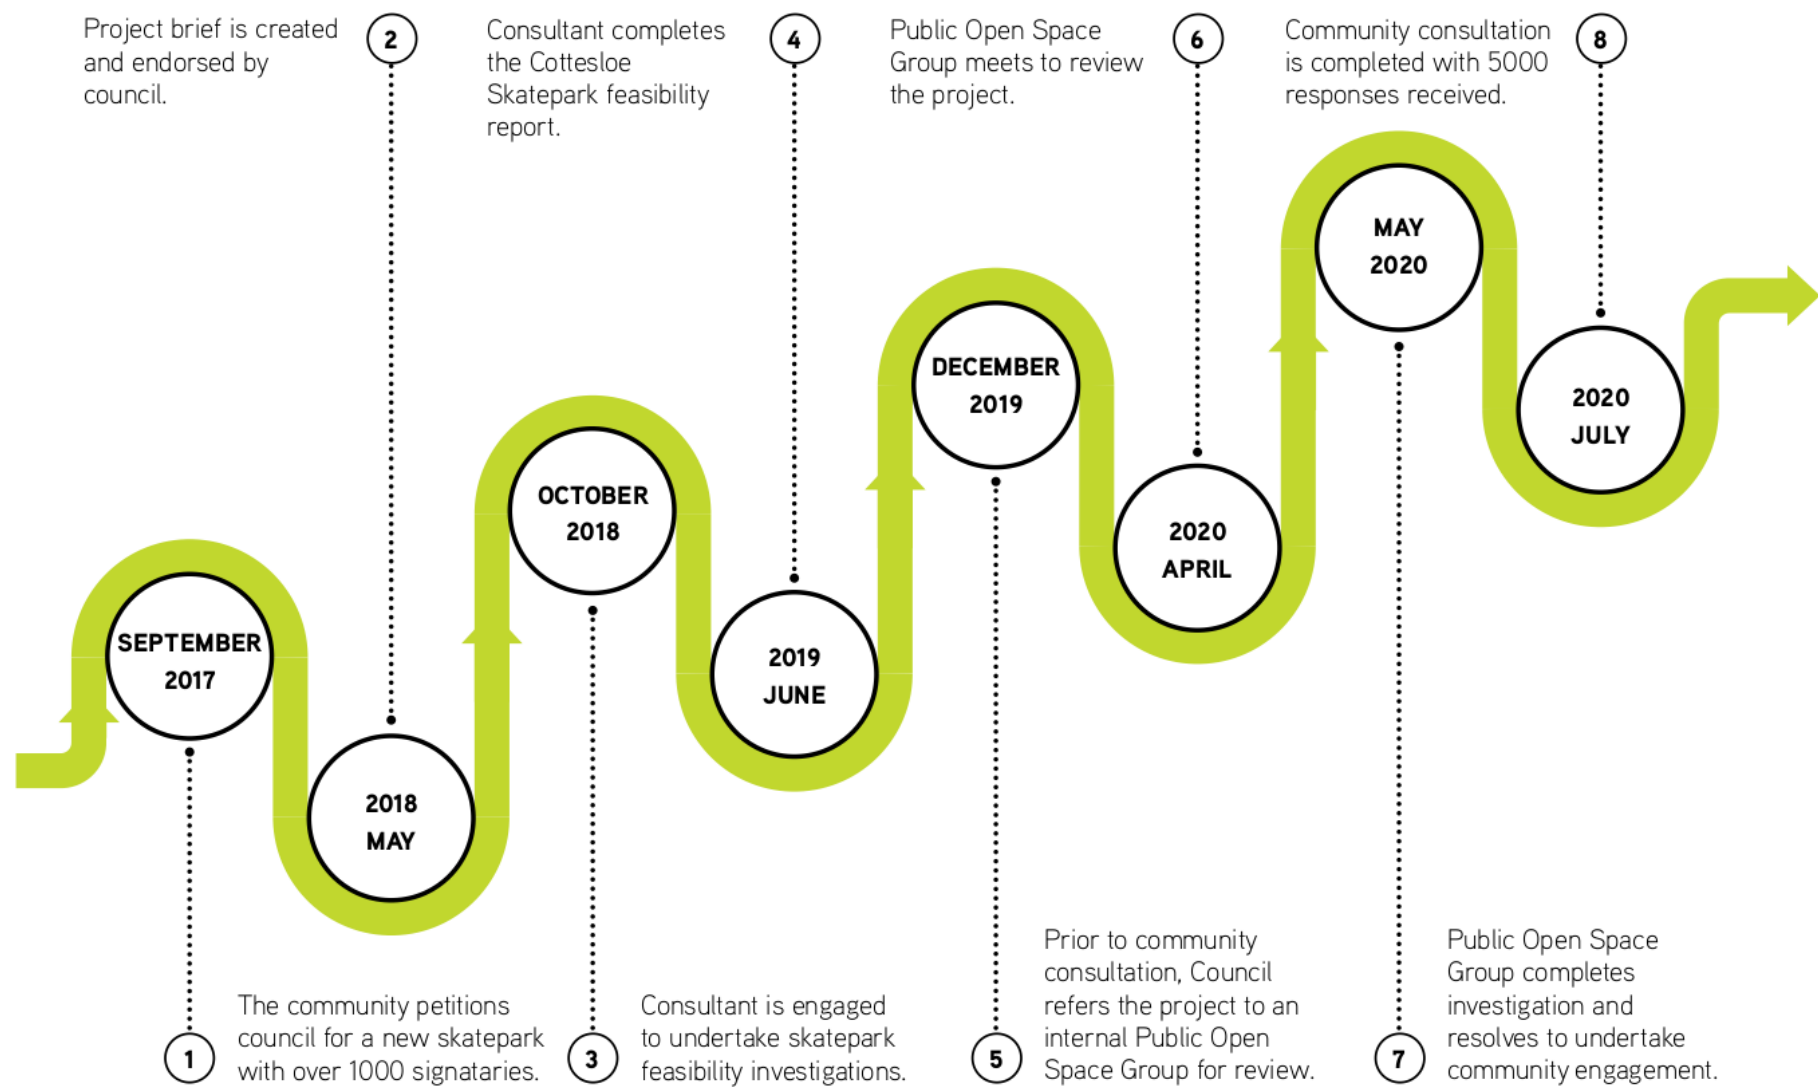 Project brief is created
and endorsed by
council.
2
Consultant completes
the Cottesloe
Skatepark feasibility
report.
4
Public Open Space
Group meets to review
the project.
6
Community consultation
is completed with 5000
responses received.
8
SEPTEMBER
2017
2018
MAY
OCTOBER
2018
2019
JUNE
DECEMBER
2019
2020
APRIL
MAY
2020
2020
JULY
1
The community petitions
council for a new skatepark
with over 1000 signataries.
3
Consultant is engaged
to undertake skatepark
feasibility investigations.
5
Prior to community
consultation, Council
refers the project to an
internal Public Open
Space Group for review.
7
Public Open Space
Group completes
investigation and
resolves to undertake
community engagement.